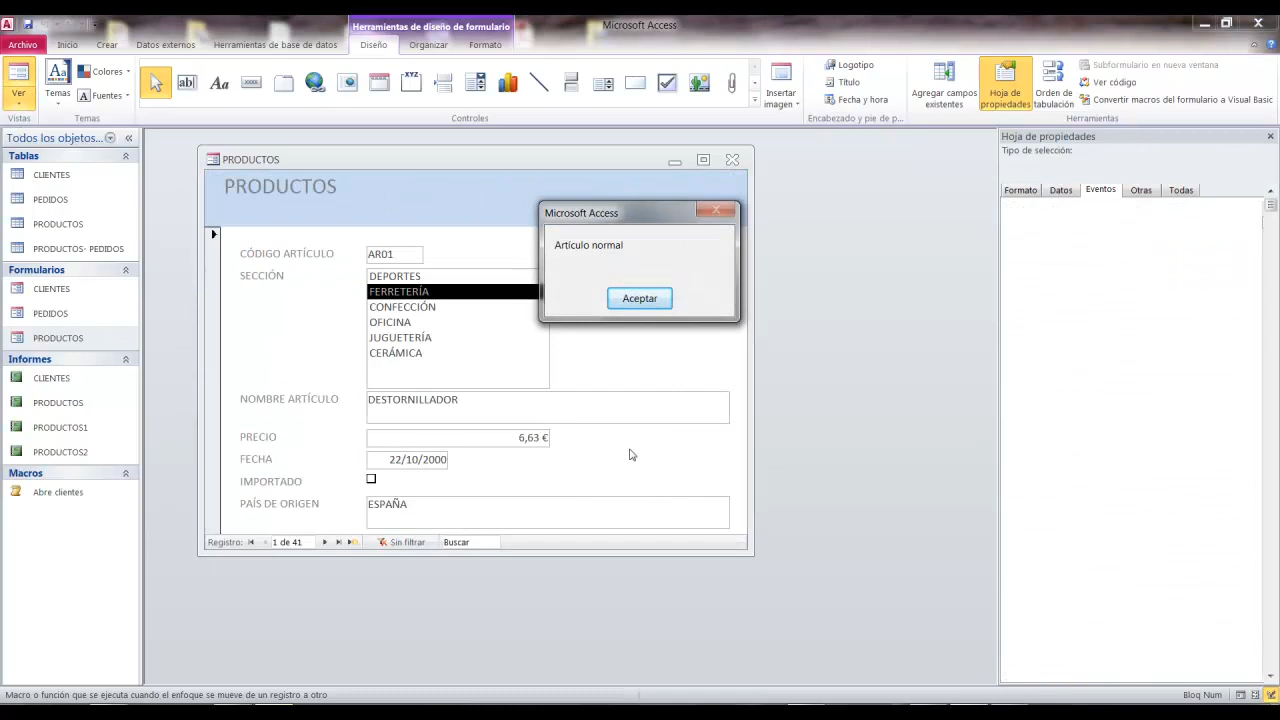 Herramientas de diseño de formulario
Microsoft Access
Archivo
Inicio
Crear
Datos externos
Herramientas de base de datos
Diseño
Organizar
Formato
Ver
Temas
Colores
Fuentes
Insertar imagen
Logotipo
Título
Fecha y hora
Agregar campos existentes
Hoja de propiedades
Orden de tabulación
Subformulario en nueva ventana
Ver código
Convertir macros del formulario a Visual Basic
Vistas
Temas
Controles
Encabezado y pie de p...
Herramientas
Todos los objetos...
Tablas
CLIENTES
PEDIDOS
PRODUCTOS
PRODUCTOS- PEDIDOS
Formularios
CLIENTES
PEDIDOS
PRODUCTOS
Informes
CLIENTES
PRODUCTOS
PRODUCTOS1
PRODUCTOS2
Macros
Abre clientes
PRODUCTOS
PRODUCTOS
CÓDIGO ARTÍCULO AR01
SECCIÓN DEPORTES
FERRETERÍA
CONFECCIÓN
OFICINA
JUGUETERÍA
CERÁMICA
NOMBRE ARTÍCULO DESTORNILLADOR
PRECIO 6,63 €
FECHA 22/10/2000
IMPORTADO
PAÍS DE ORIGEN ESPAÑA
Registro: 1 de 41 Sin filtrar Buscar
Microsoft Access
Artículo normal
Aceptar
Hoja de propiedades
Tipo de selección:
Formato Datos Eventos Otras Todas
Macro o función que se ejecuta cuando el enfoque se mueve de un registro a otro
Bloq Num